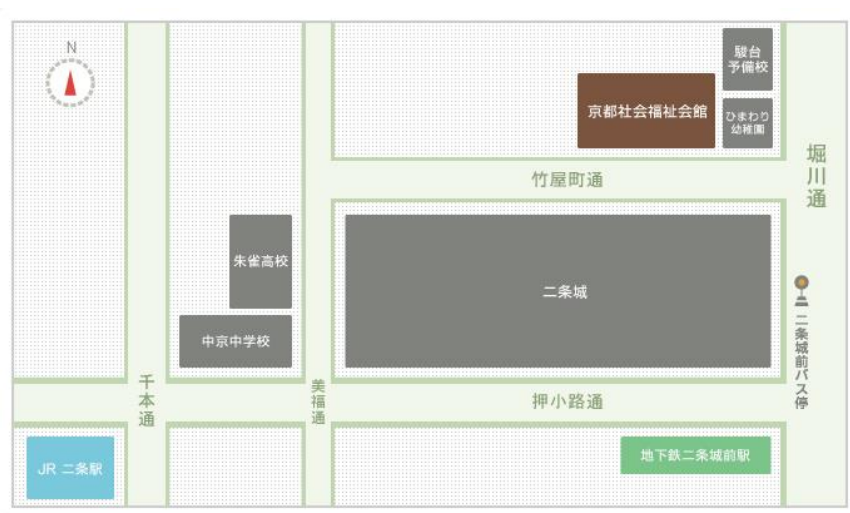 N
駿台
予備校
京都社会福祉会館
ひまわり
幼稚園
堀川通
竹屋町通
朱雀高校
二条城
中京中学校
二条城前バス停
千本通
美福通
押小路通
JR 二条駅
地下鉄二条城前駅